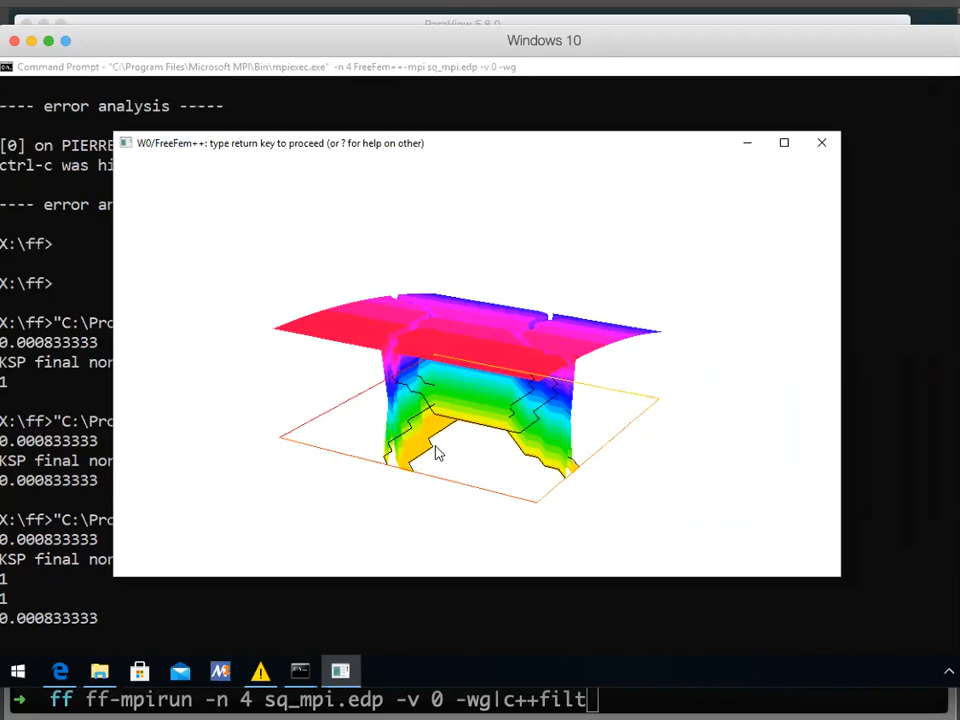 ParaView 5.8.0
Windows 10
Command Prompt - "C:\Program Files\Microsoft MPI\Bin\mpiexec.exe" -n 4 FreeFem++-mpi sq_mpi.edp -v 0 -wg
---- error analysis -----
W0/FreeFem++: type return key to proceed (or ? for help on other)
[0] on PIERRE
ctrl-c was hi
---- error an
X:\ff>
X:\ff>
X:\ff>"C:\Pro
0.000833333
KSP final nor
1
X:\ff>"C:\Pro
0.000833333
KSP final nor
X:\ff>"C:\Pro
0.000833333
KSP final nor
1
1
0.000833333
➜ ff ff-mpirun -n 4 sq_mpi.edp -v 0 -wg|c++filt